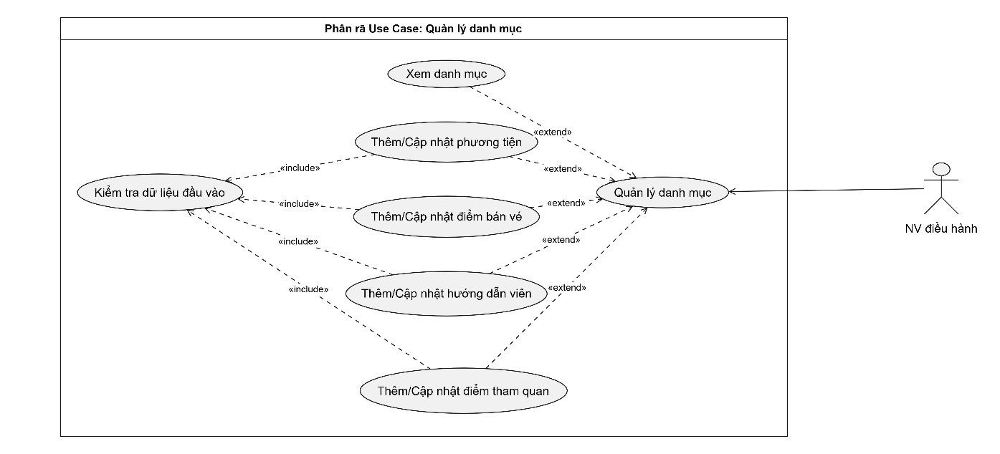 Phân rã Use Case: Quản lý danh mục
Xem danh mục
«extend»
Thêm/Cập nhật phương tiện
«include»
«extend»
Kiểm tra dữ liệu đầu vào
Quản lý danh mục
«include»
«extend»
Thêm/Cập nhật điểm bán vé
NV điều hành
«include»
«extend»
«include»
Thêm/Cập nhật hướng dẫn viên
«extend»
Thêm/Cập nhật điểm tham quan